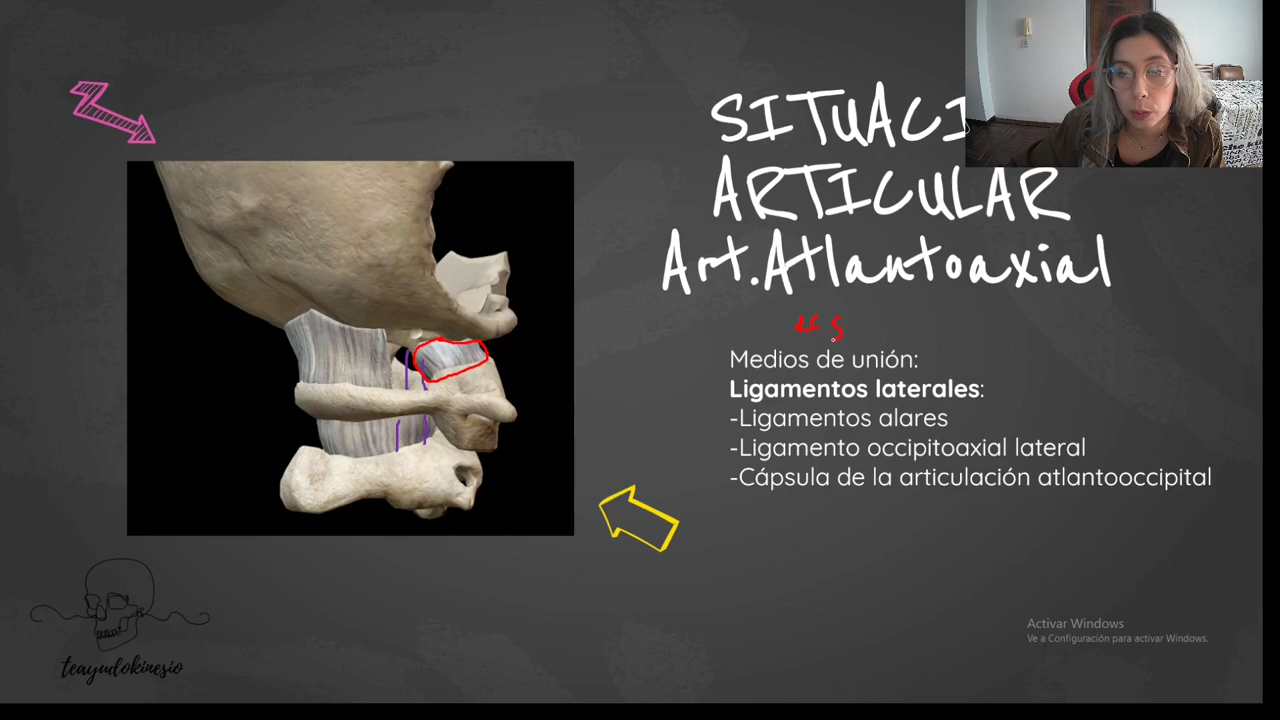 SITUACI
ARTICULAR
Art.Atlantoaxial
Medios de unión:
Ligamentos laterales:
-Ligamentos alares
-Ligamento occipitoaxial lateral
-Cápsula de la articulación atlantooccipital
Activar Windows
Ve a Configuración para activar Windows.
teayudokinesio